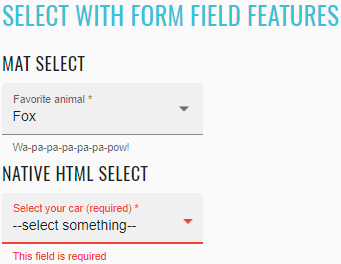 SELECT WITH FORM FIELD FEATURES
MAT SELECT
Favorite animal *
Fox
Wa-pa-pa-pa-pa-pa-pow!
NATIVE HTML SELECT
Select your car (required) *
--select something--
This field is required